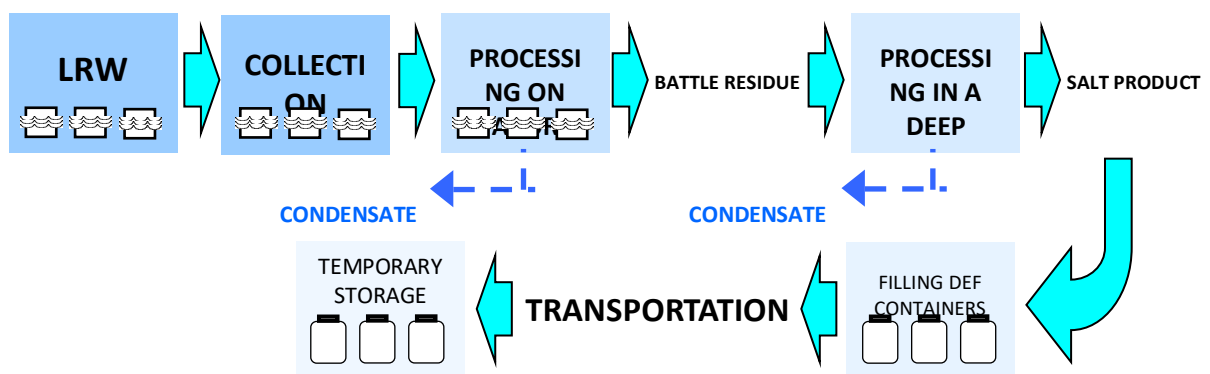 LRW
COLLECTI
ON
PROCESSI
NG ON
BATTLE RESIDUE
PROCESSI
NG IN A
DEEP
SALT PRODUCT
CONDENSATE
CONDENSATE
TEMPORARY
STORAGE
TRANSPORTATION
FILLING DEF
CONTAINERS